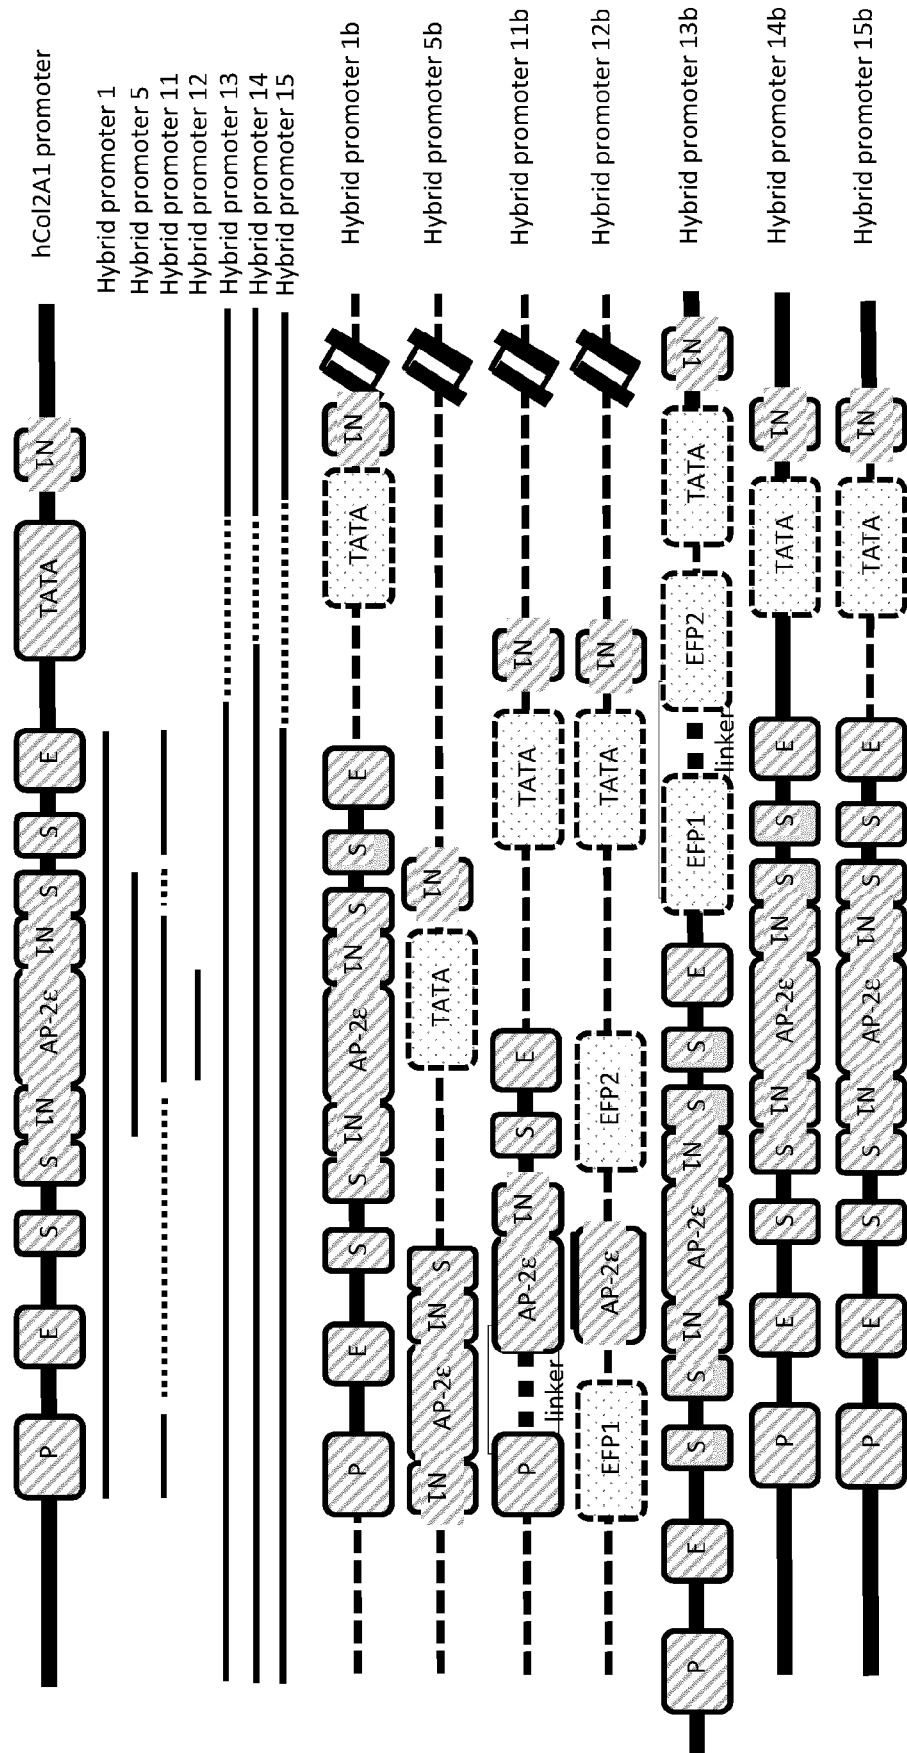 P E S S N1 AP-2ε N1 S S E TATA N1 hCol2A1 promoter
Hybrid promoter 1
Hybrid promoter 5
Hybrid promoter 11
Hybrid promoter 12
Hybrid promoter 13
Hybrid promoter 14
Hybrid promoter 15
P E S S N1 AP-2ε N1 S S E TATA N1 Hybrid promoter 1b
N1 AP-2ε N1 S TATA N1 Hybrid promoter 5b
P AP-2ε N1 S E TATA N1 Hybrid promoter 11b
linker
EFP1 AP-2ε EFP2 TATA N1 Hybrid promoter 12b
P E S S N1 AP-2ε N1 S S E EFP1 EFP2 TATA N1 Hybrid promoter 13b
linker
P E S S N1 AP-2ε N1 S S E TATA N1 Hybrid promoter 14b
P E S S N1 AP-2ε N1 S S E TATA N1 Hybrid promoter 15b